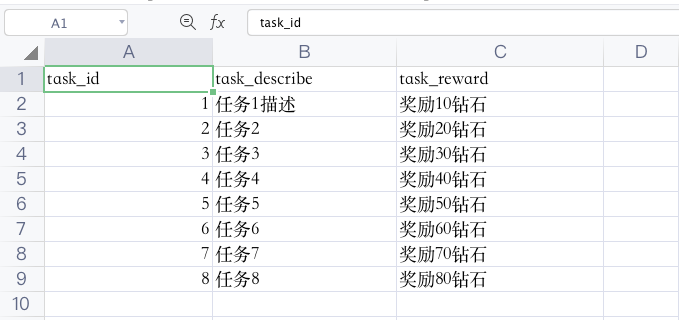 A1 fx task_id
A B C D
1 task_id task_describe task_reward
2 1 任务1描述 奖励10钻石
3 2 任务2 奖励20钻石
4 3 任务3 奖励30钻石
5 4 任务4 奖励40钻石
6 5 任务5 奖励50钻石
7 6 任务6 奖励60钻石
8 7 任务7 奖励70钻石
9 8 任务8 奖励80钻石
10